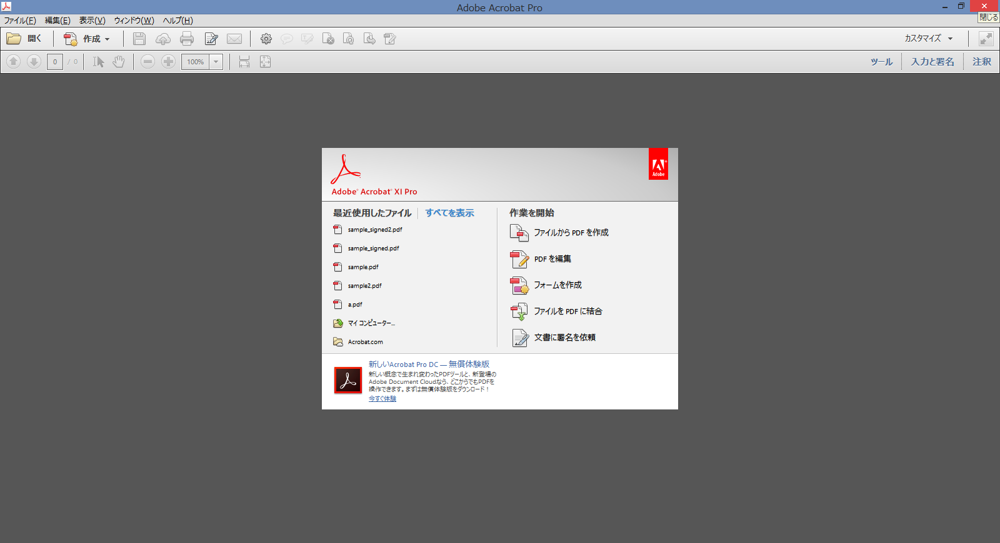 Adobe Acrobat Pro
閉じる
ファイル(F) 編集(E) 表示(V) ウィンドウ(W) ヘルプ(H)
開く 作成 カスタマイズ
0 / 0 100% ツール 入力と署名 注釈
Adobe
Adobe® Acrobat® XI Pro
最近使用したファイル すべてを表示
sample_signed2.pdf
sample_signed.pdf
sample.pdf
sample2.pdf
a.pdf
マイ コンピューター...
Acrobat.com
作業を開始
ファイルから PDF を作成
PDF を編集
フォームを作成
ファイルを PDF に結合
文書に署名を依頼
新しいAcrobat Pro DC — 無償体験版
新しい概念で生まれ変わったPDFツールと、新登場の
Adobe Document Cloudなら、どこからでもPDFを
操作できます。まずは無償体験版をダウンロード！
今すぐ体験